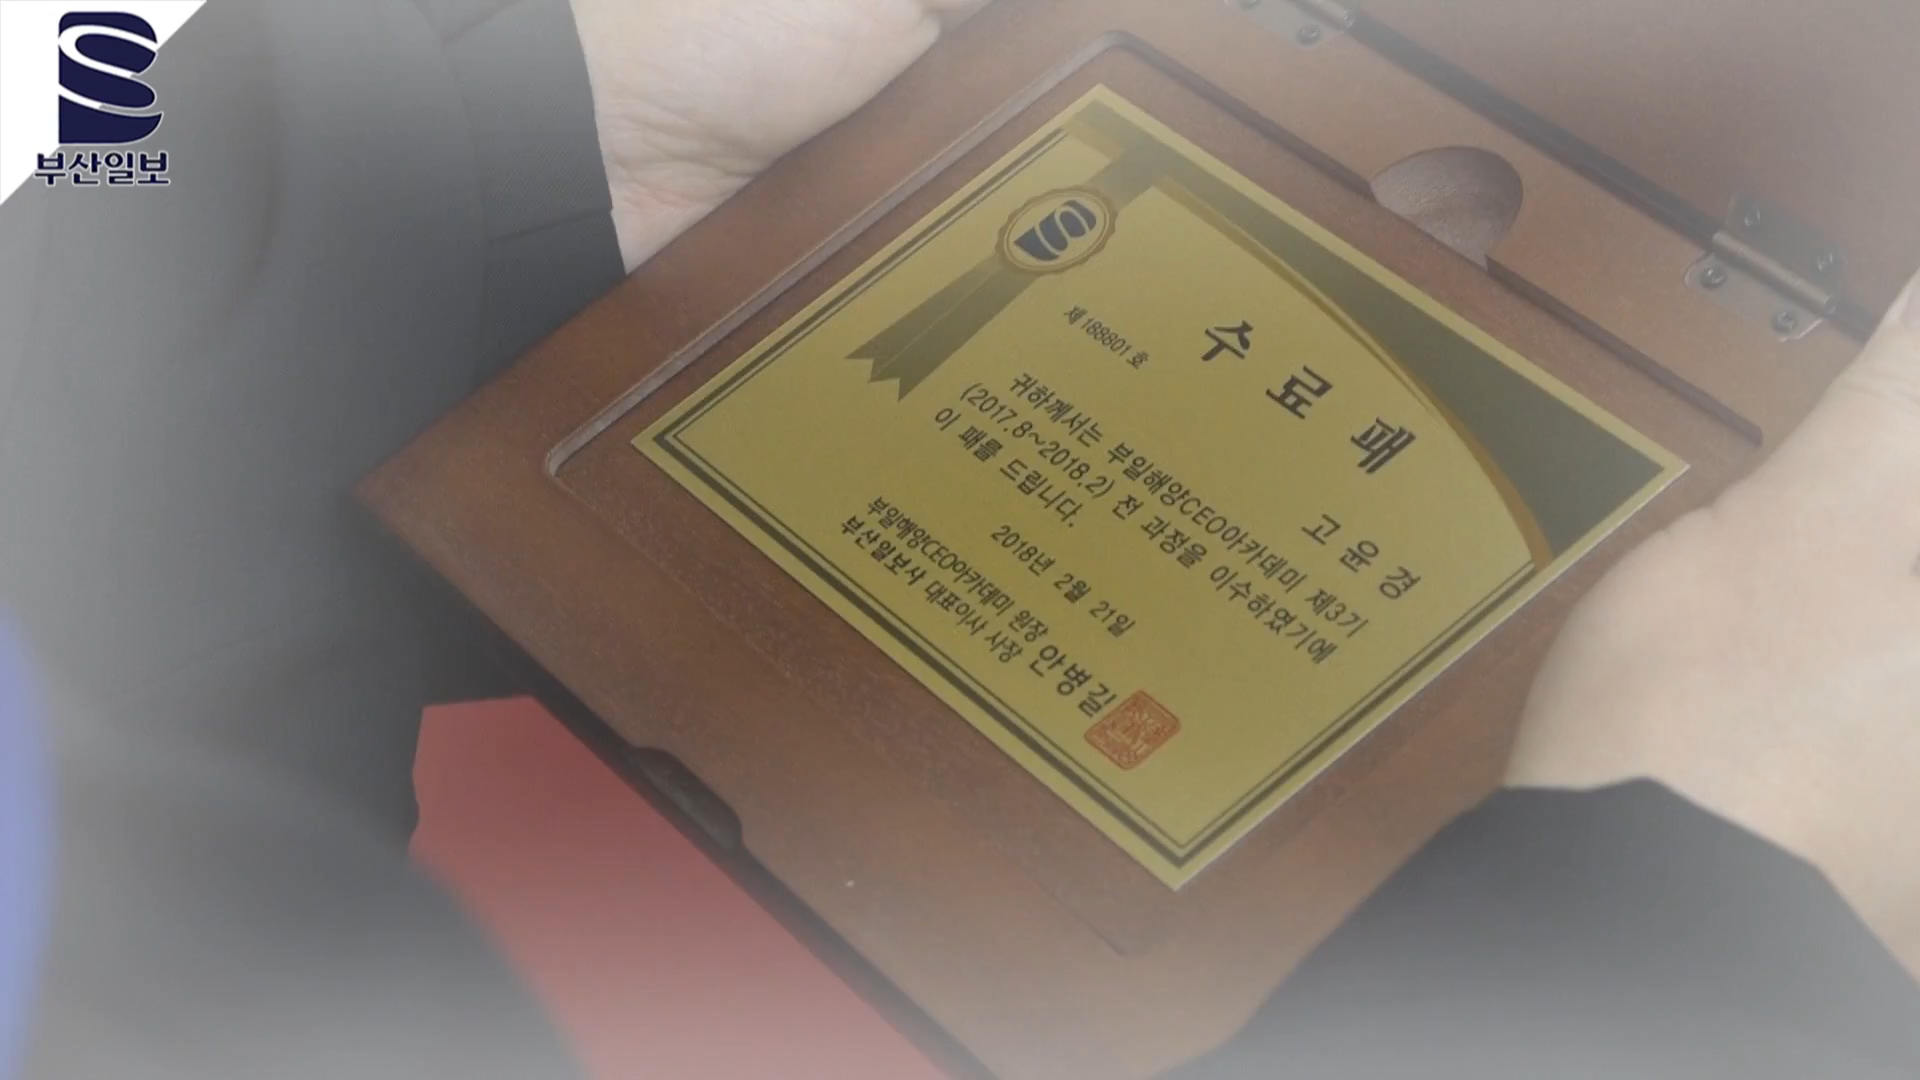 부산일보
제 188801 호
수료패
고윤경
귀하께서는 부일해양CEO아카데미 제3기
(2017.8~2018.2) 전 과정을 이수하였기에
이 패를 드립니다.
2018년 2월 21일
부일해양CEO아카데미 원장
부산일보사 대표이사 사장 안병길